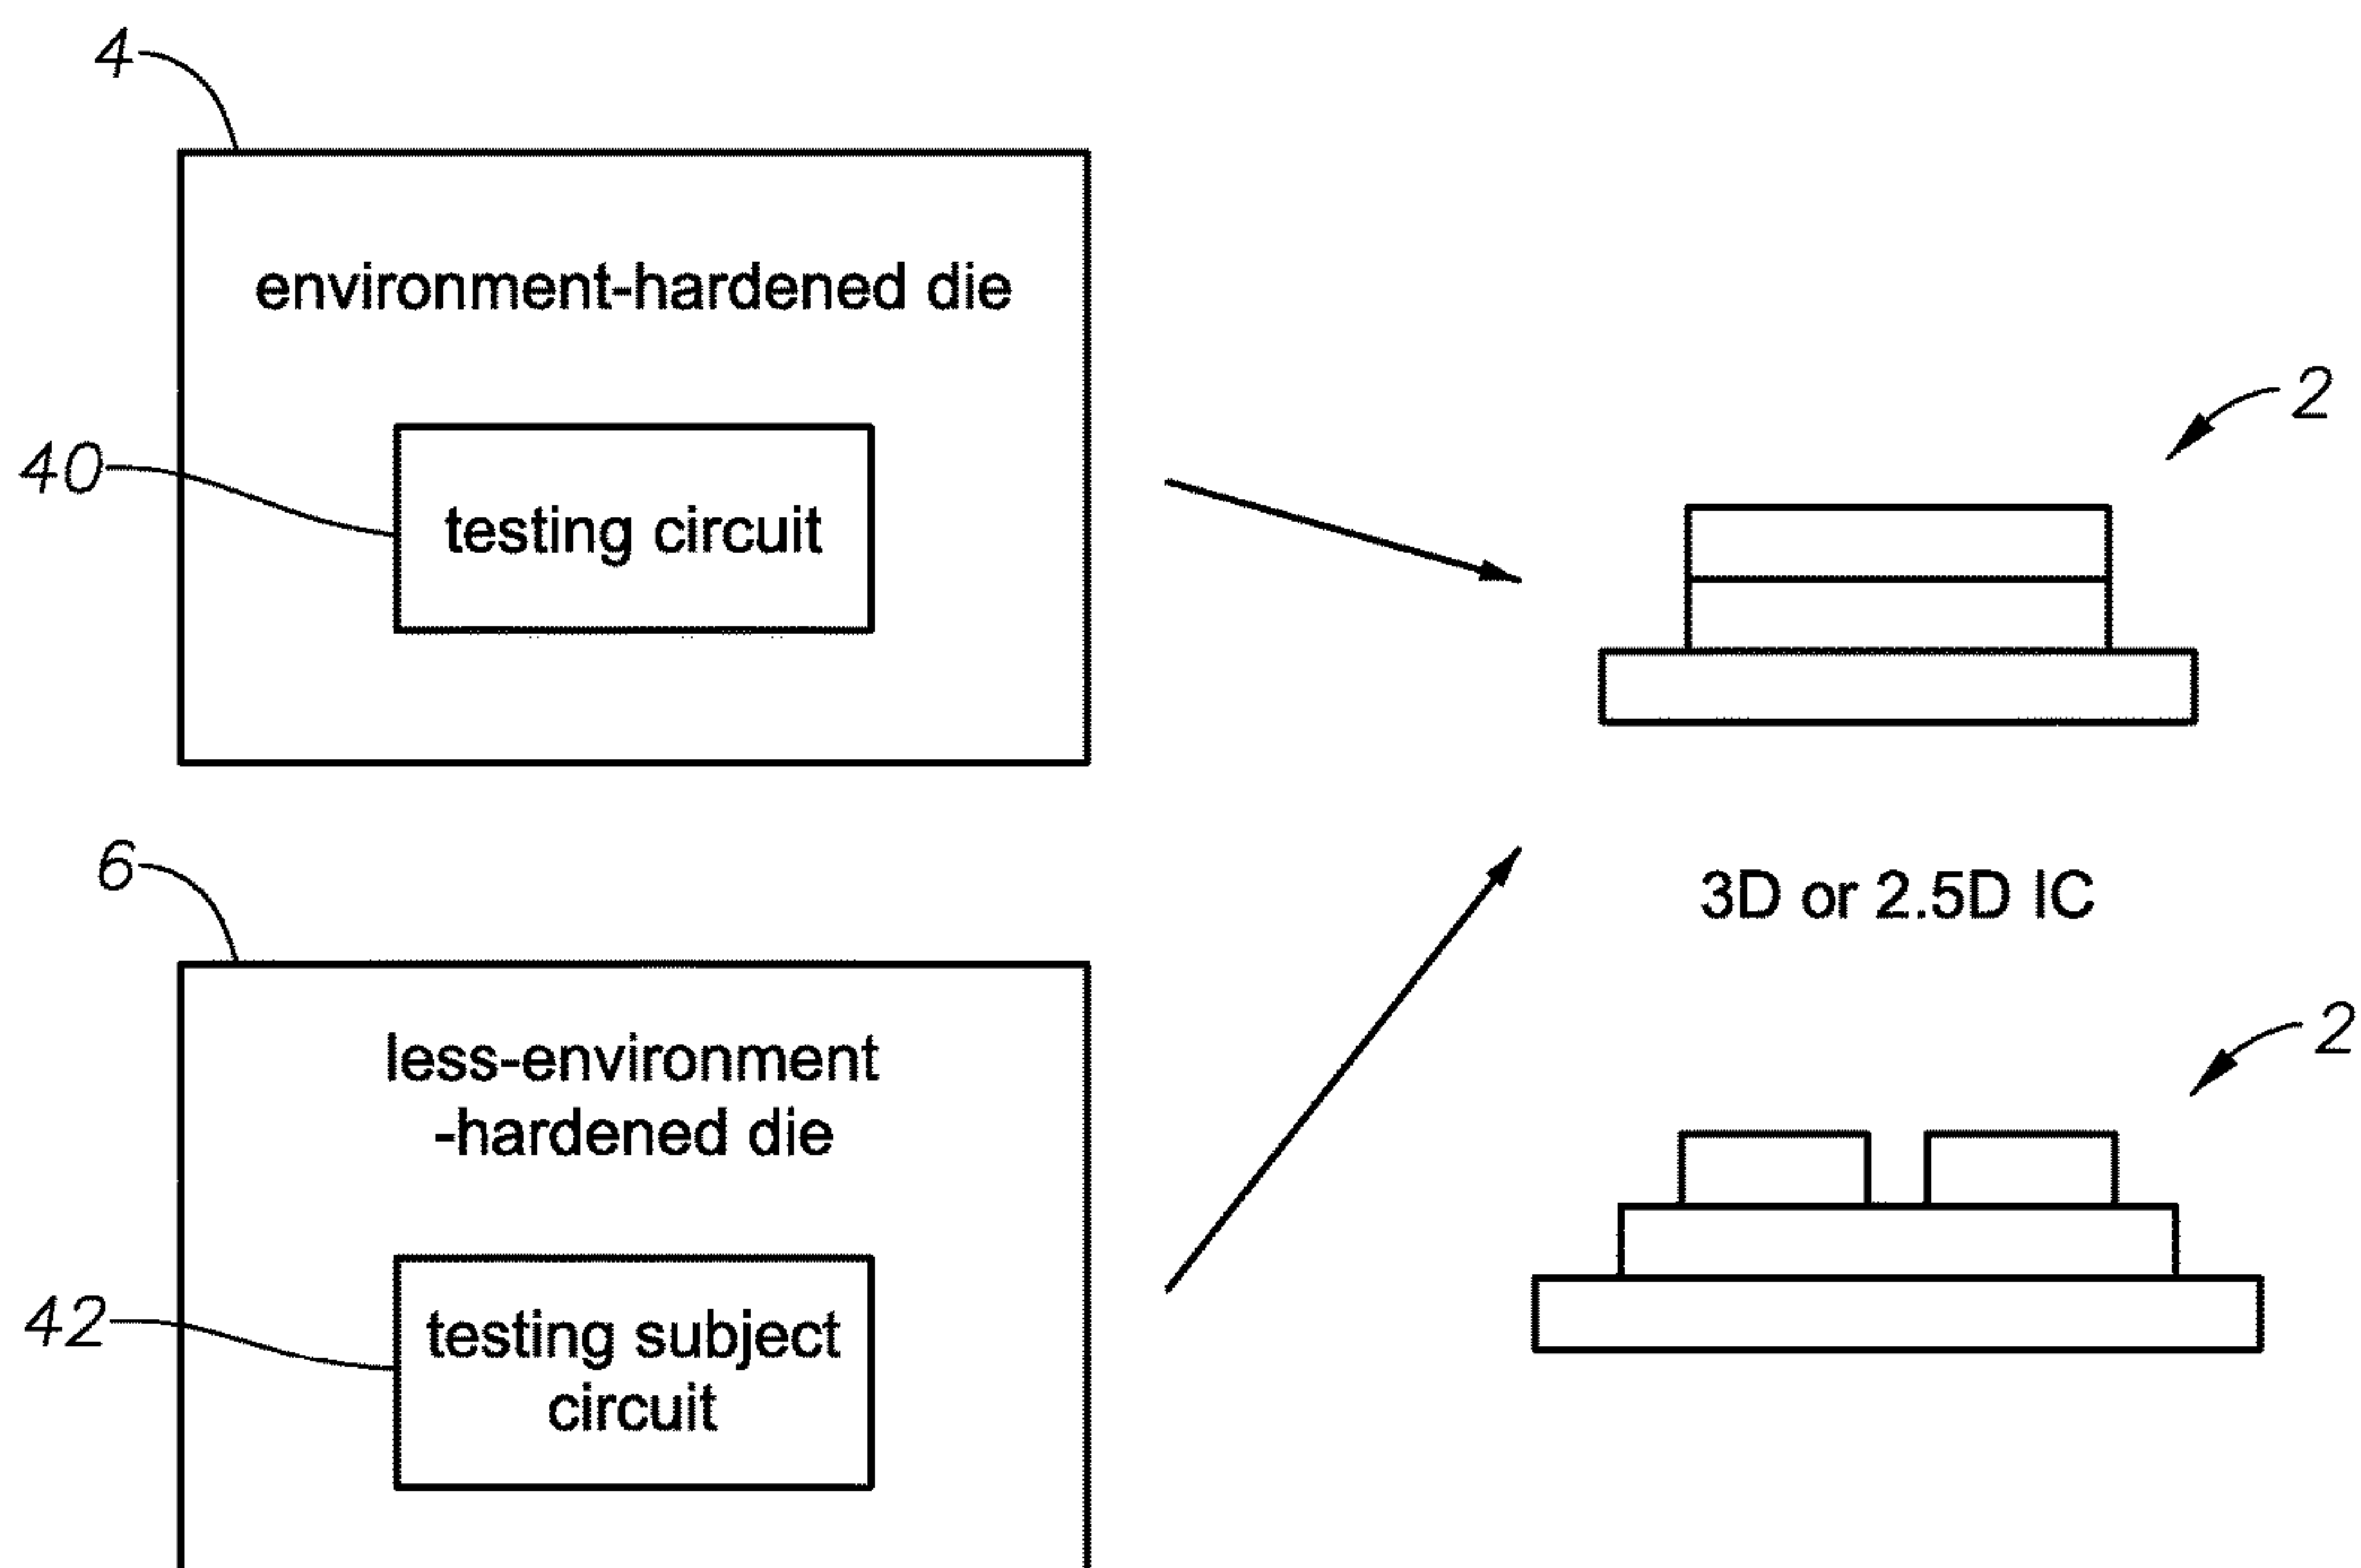 4
environment-hardened die
40
testing circuit
2
3D or 2.5D IC
6
less-environment
-hardened die
42
testing subject
circuit
2